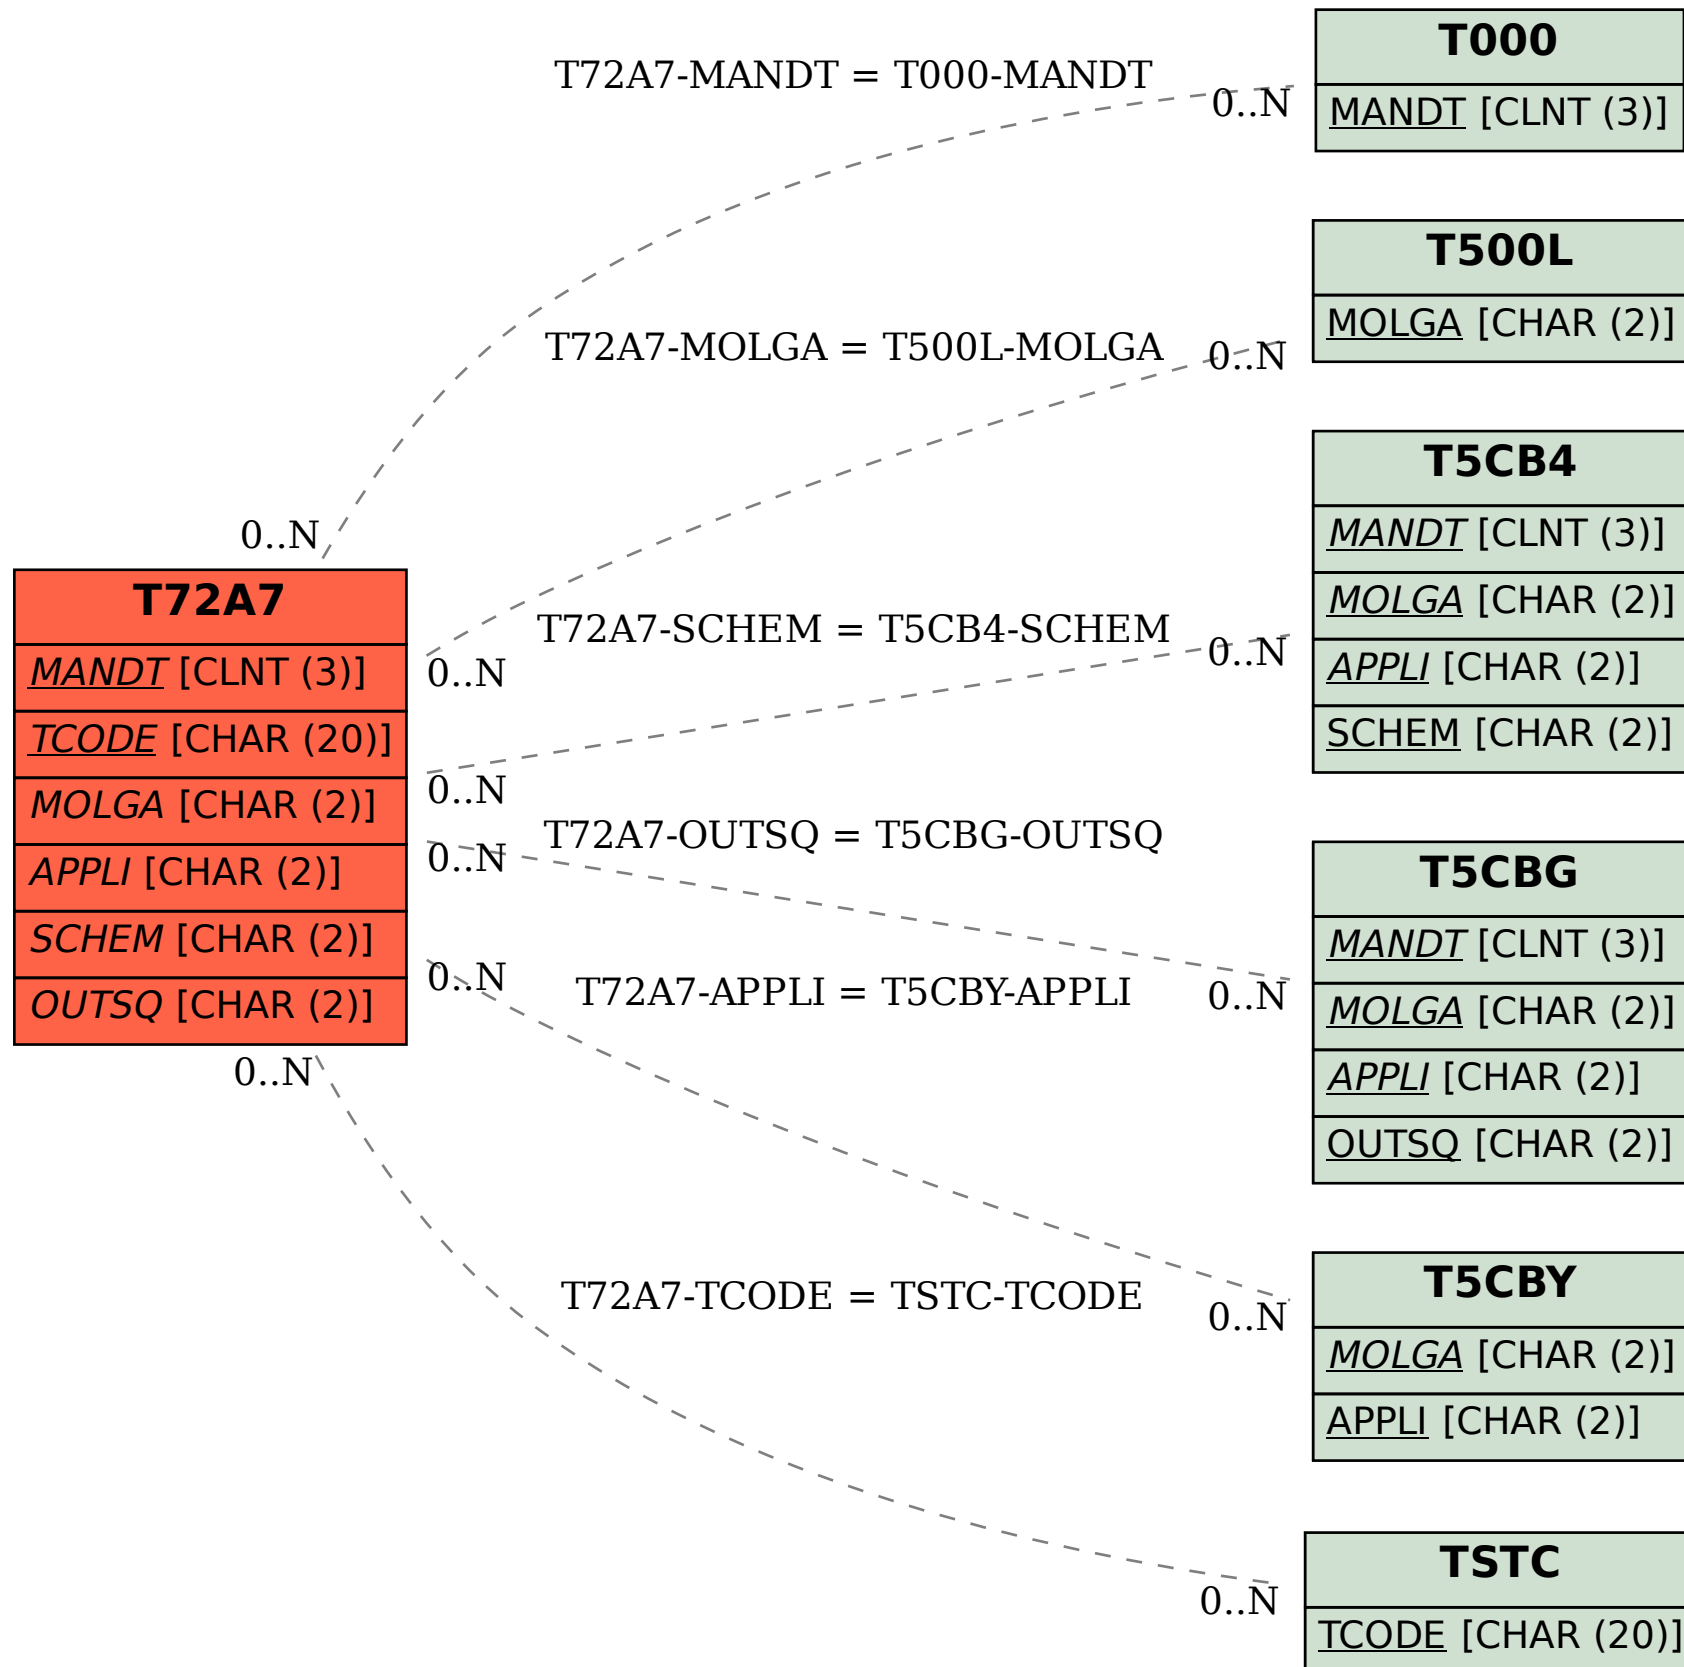 T72A7-MANDT = T000-MANDT
0..N
0..N
T000
MANDT [CLNT (3)]
T72A7-MOLGA = T500L-MOLGA
0..N
0..N
T500L
MOLGA [CHAR (2)]
T72A7-SCHEM = T5CB4-SCHEM
0..N
0..N
T5CB4
MANDT [CLNT (3)]
MOLGA [CHAR (2)]
APPLI [CHAR (2)]
SCHEM [CHAR (2)]
T72A7
MANDT [CLNT (3)]
TCODE [CHAR (20)]
MOLGA [CHAR (2)]
APPLI [CHAR (2)]
SCHEM [CHAR (2)]
OUTSQ [CHAR (2)]
T72A7-OUTSQ = T5CBG-OUTSQ
0..N
0..N
T5CBG
MANDT [CLNT (3)]
MOLGA [CHAR (2)]
APPLI [CHAR (2)]
OUTSQ [CHAR (2)]
T72A7-APPLI = T5CBY-APPLI
0..N
0..N
T5CBY
MOLGA [CHAR (2)]
APPLI [CHAR (2)]
T72A7-TCODE = TSTC-TCODE
0..N
0..N
TSTC
TCODE [CHAR (20)]